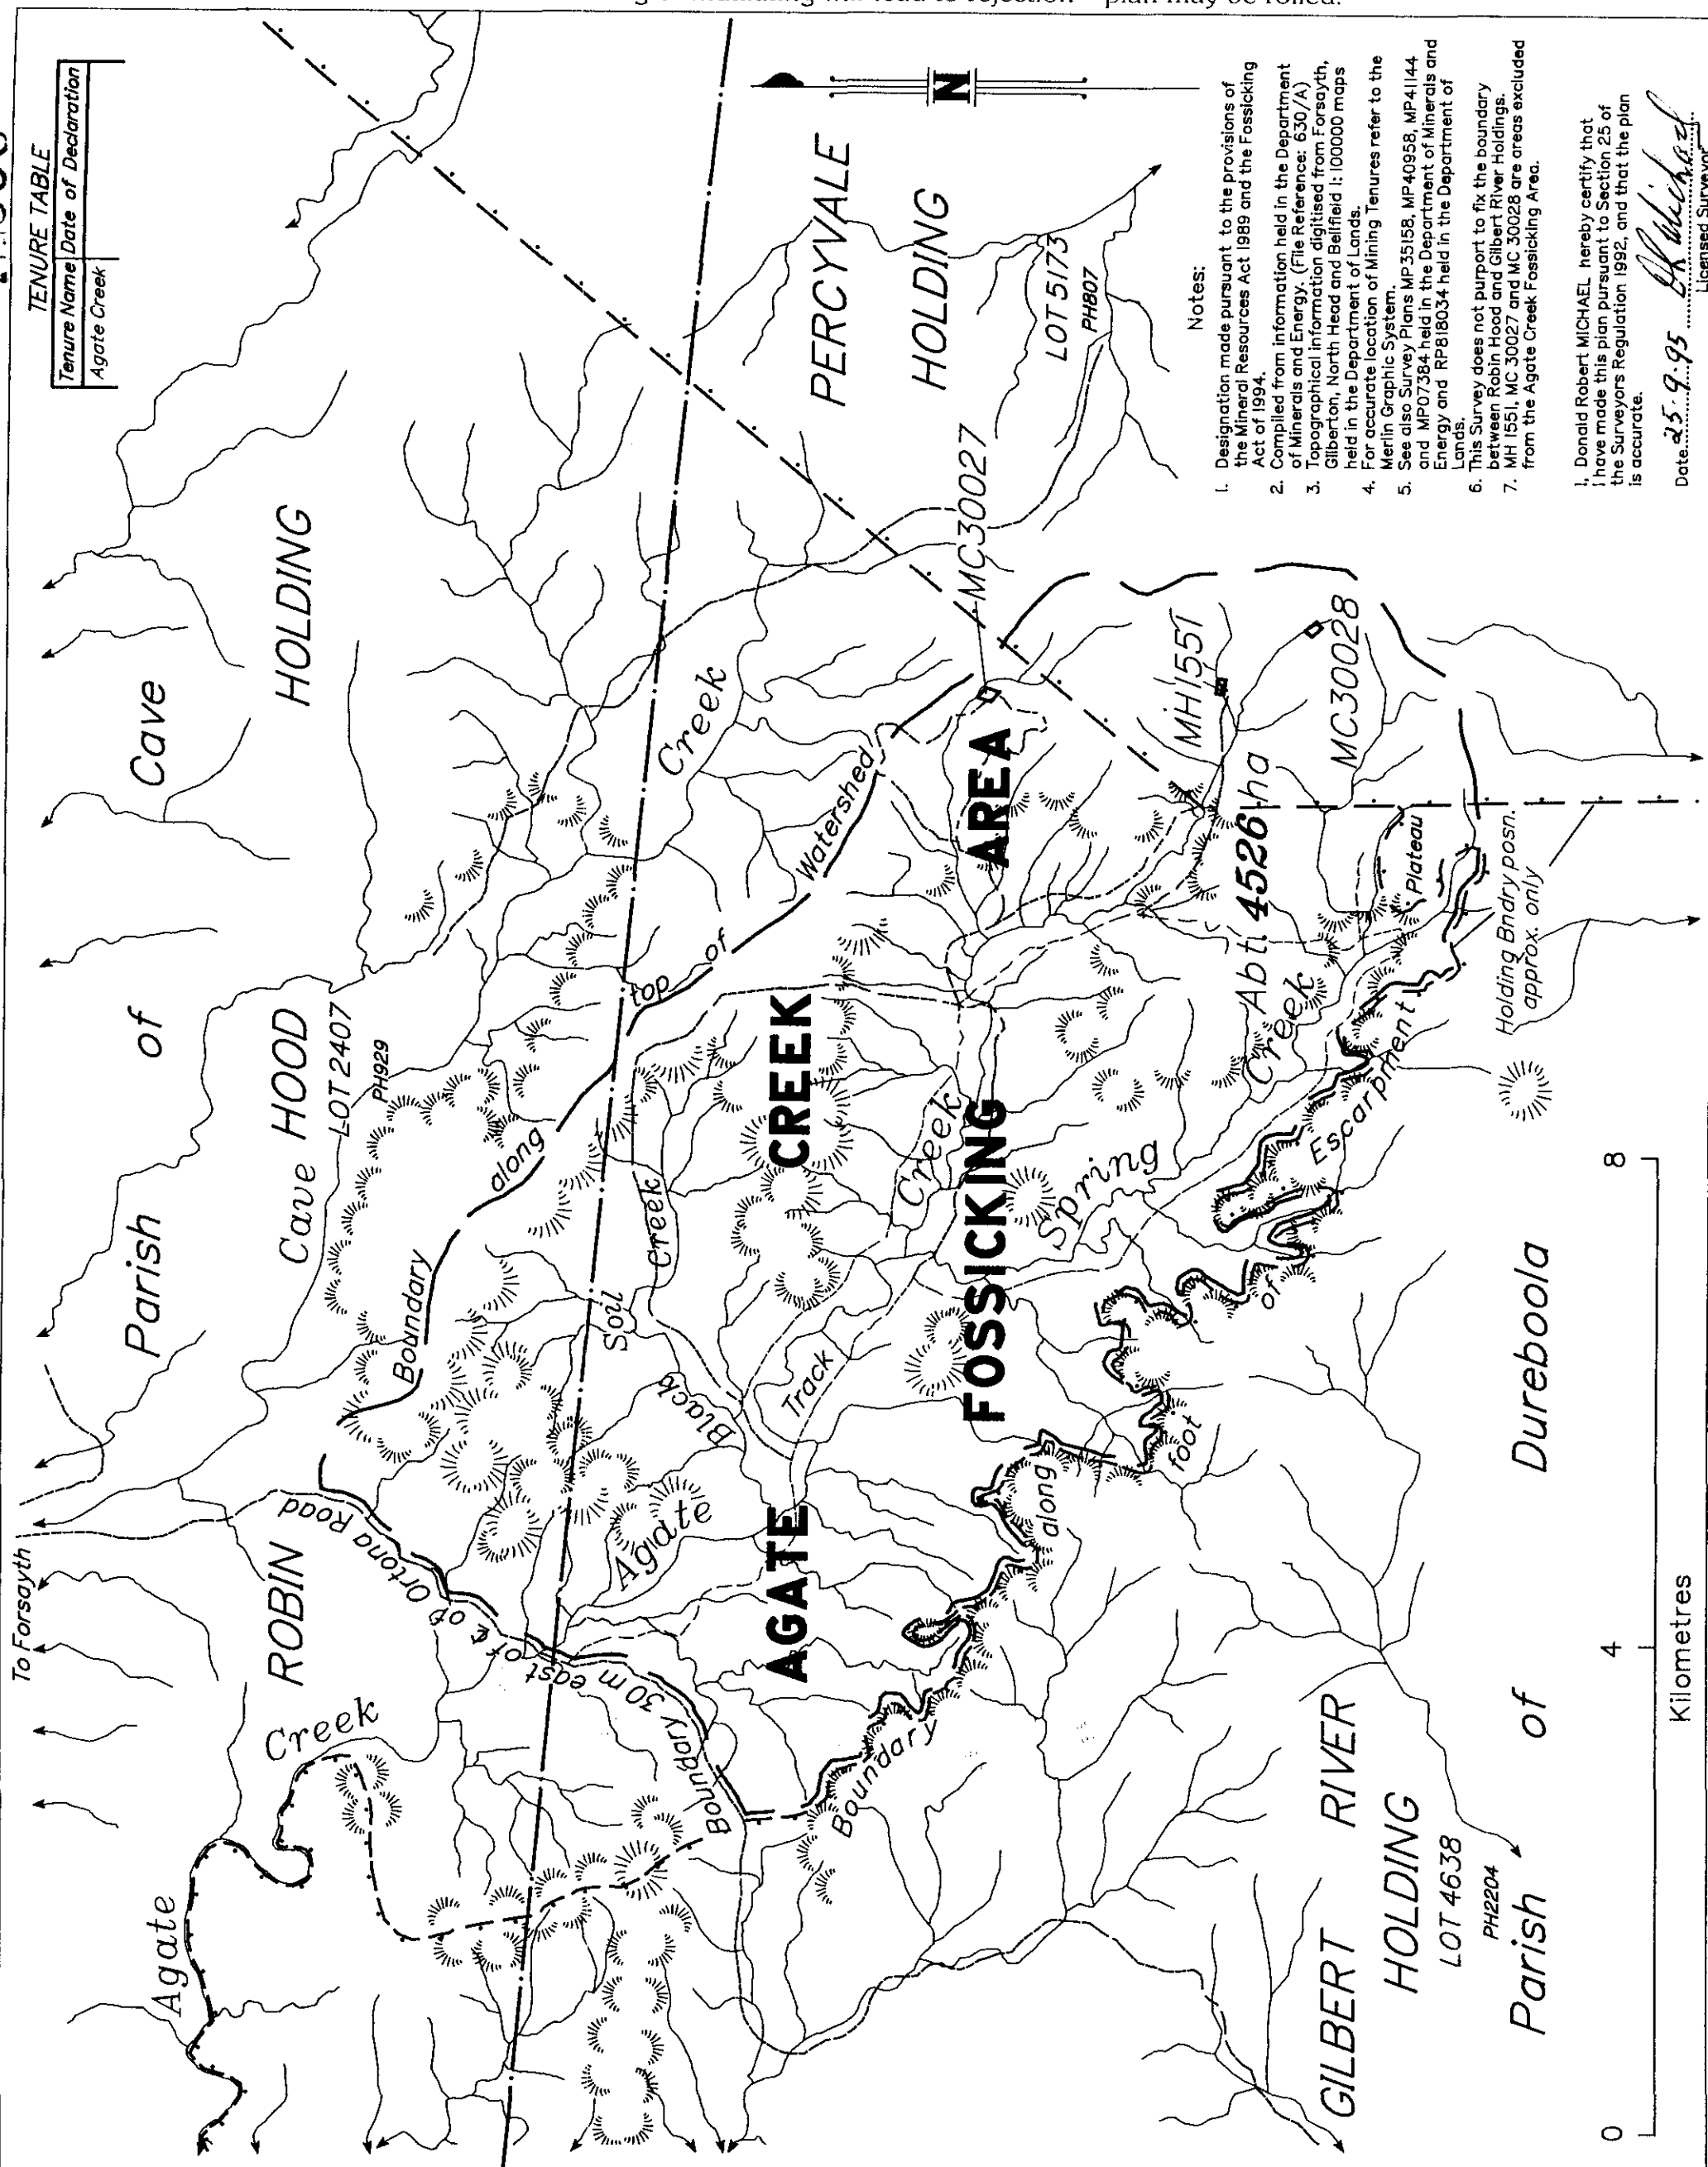 plan may be rolled.
TENURE TABLE
Tenure Name Date of Declaration
Agate Creek
To Forsayth
Parish of Cave
ROBIN HOOD HOLDING
Cave
LOT 2407
PH929
Agate Creek
Boundary 30 m east of ℄ of Ortona Road
Boundary along top of Watershed
Creek
PERCYVALE
HOLDING
LOT 5173
PH807
N
Soil
Creek
Black
Agate
Creek
Track
AGATE CREEK
FOSSICKING AREA
MC30027
MH1551
MC30028
Abt. 4526 ha
Spring Creek
Plateau
Boundary along foot of Escarpment
Holding Bndry posn.
approx. only
GILBERT RIVER
HOLDING
LOT 4638
PH2204
Parish of Dureboola
0 4 8
Kilometres
Notes:
1. Designation made pursuant to the provisions of
the Mineral Resources Act 1989 and the Fossicking
Act of 1994.
2. Compiled from information held in the Department
of Minerals and Energy. (File Reference: 630/A)
3. Topographical information digitised from Forsayth,
Gilberton, North Head and Bellfield 1:100000 maps
held in the Department of Lands.
4. For accurate location of Mining Tenures refer to the
Merlin Graphic System.
5. See also Survey Plans MP35158, MP40958, MP41144
and MP07384 held in the Department of Minerals and
Energy and RP818034 held in the Department of
Lands.
6. This Survey does not purport to fix the boundary
between Robin Hood and Gilbert River Holdings.
7. MH 1551, MC 30027 and MC 30028 are areas excluded
from the Agate Creek Fossicking Area.
I, Donald Robert MICHAEL hereby certify that
I have made this plan pursuant to Section 25 of
the Surveyors Regulation 1992, and that the plan
is accurate.
Date 25·9·95
Licensed Surveyor